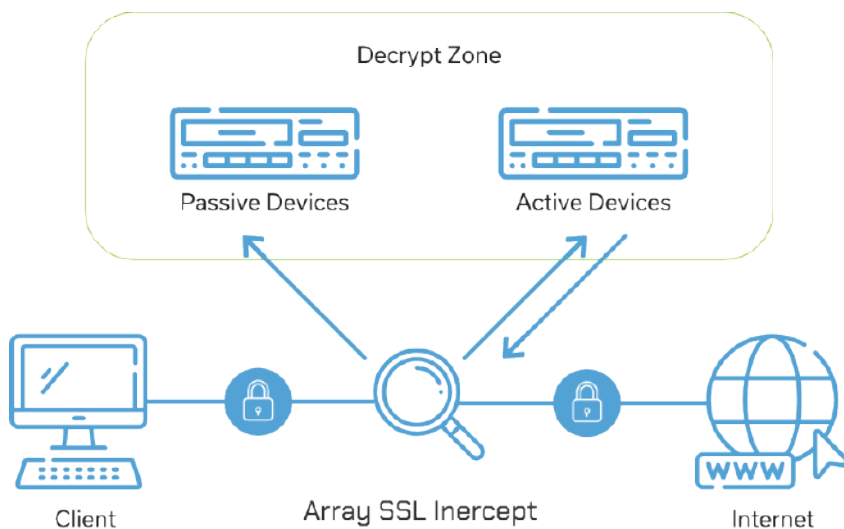 Decrypt Zone
Passive Devices
Active Devices
WWW
Client
Array SSL Inercept
Internet